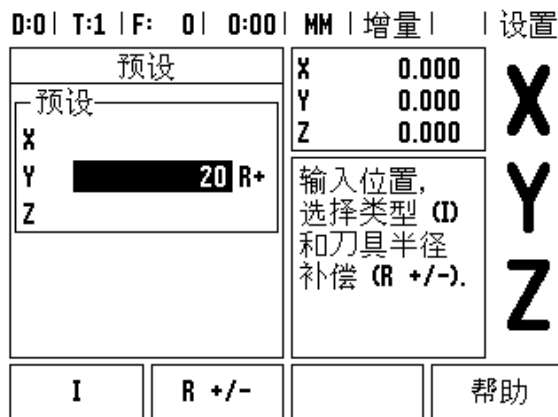 D:0| T:1 |F: 0| 0:00| MM |增量| |设置
预设
预设
X
Y 20 R+
Z
X 0.000
Y 0.000
Z 0.000
输入位置,
选择类型 (I)
和刀具半径
补偿 (R +/-).
X
Y
Z
I
R +/-
帮助